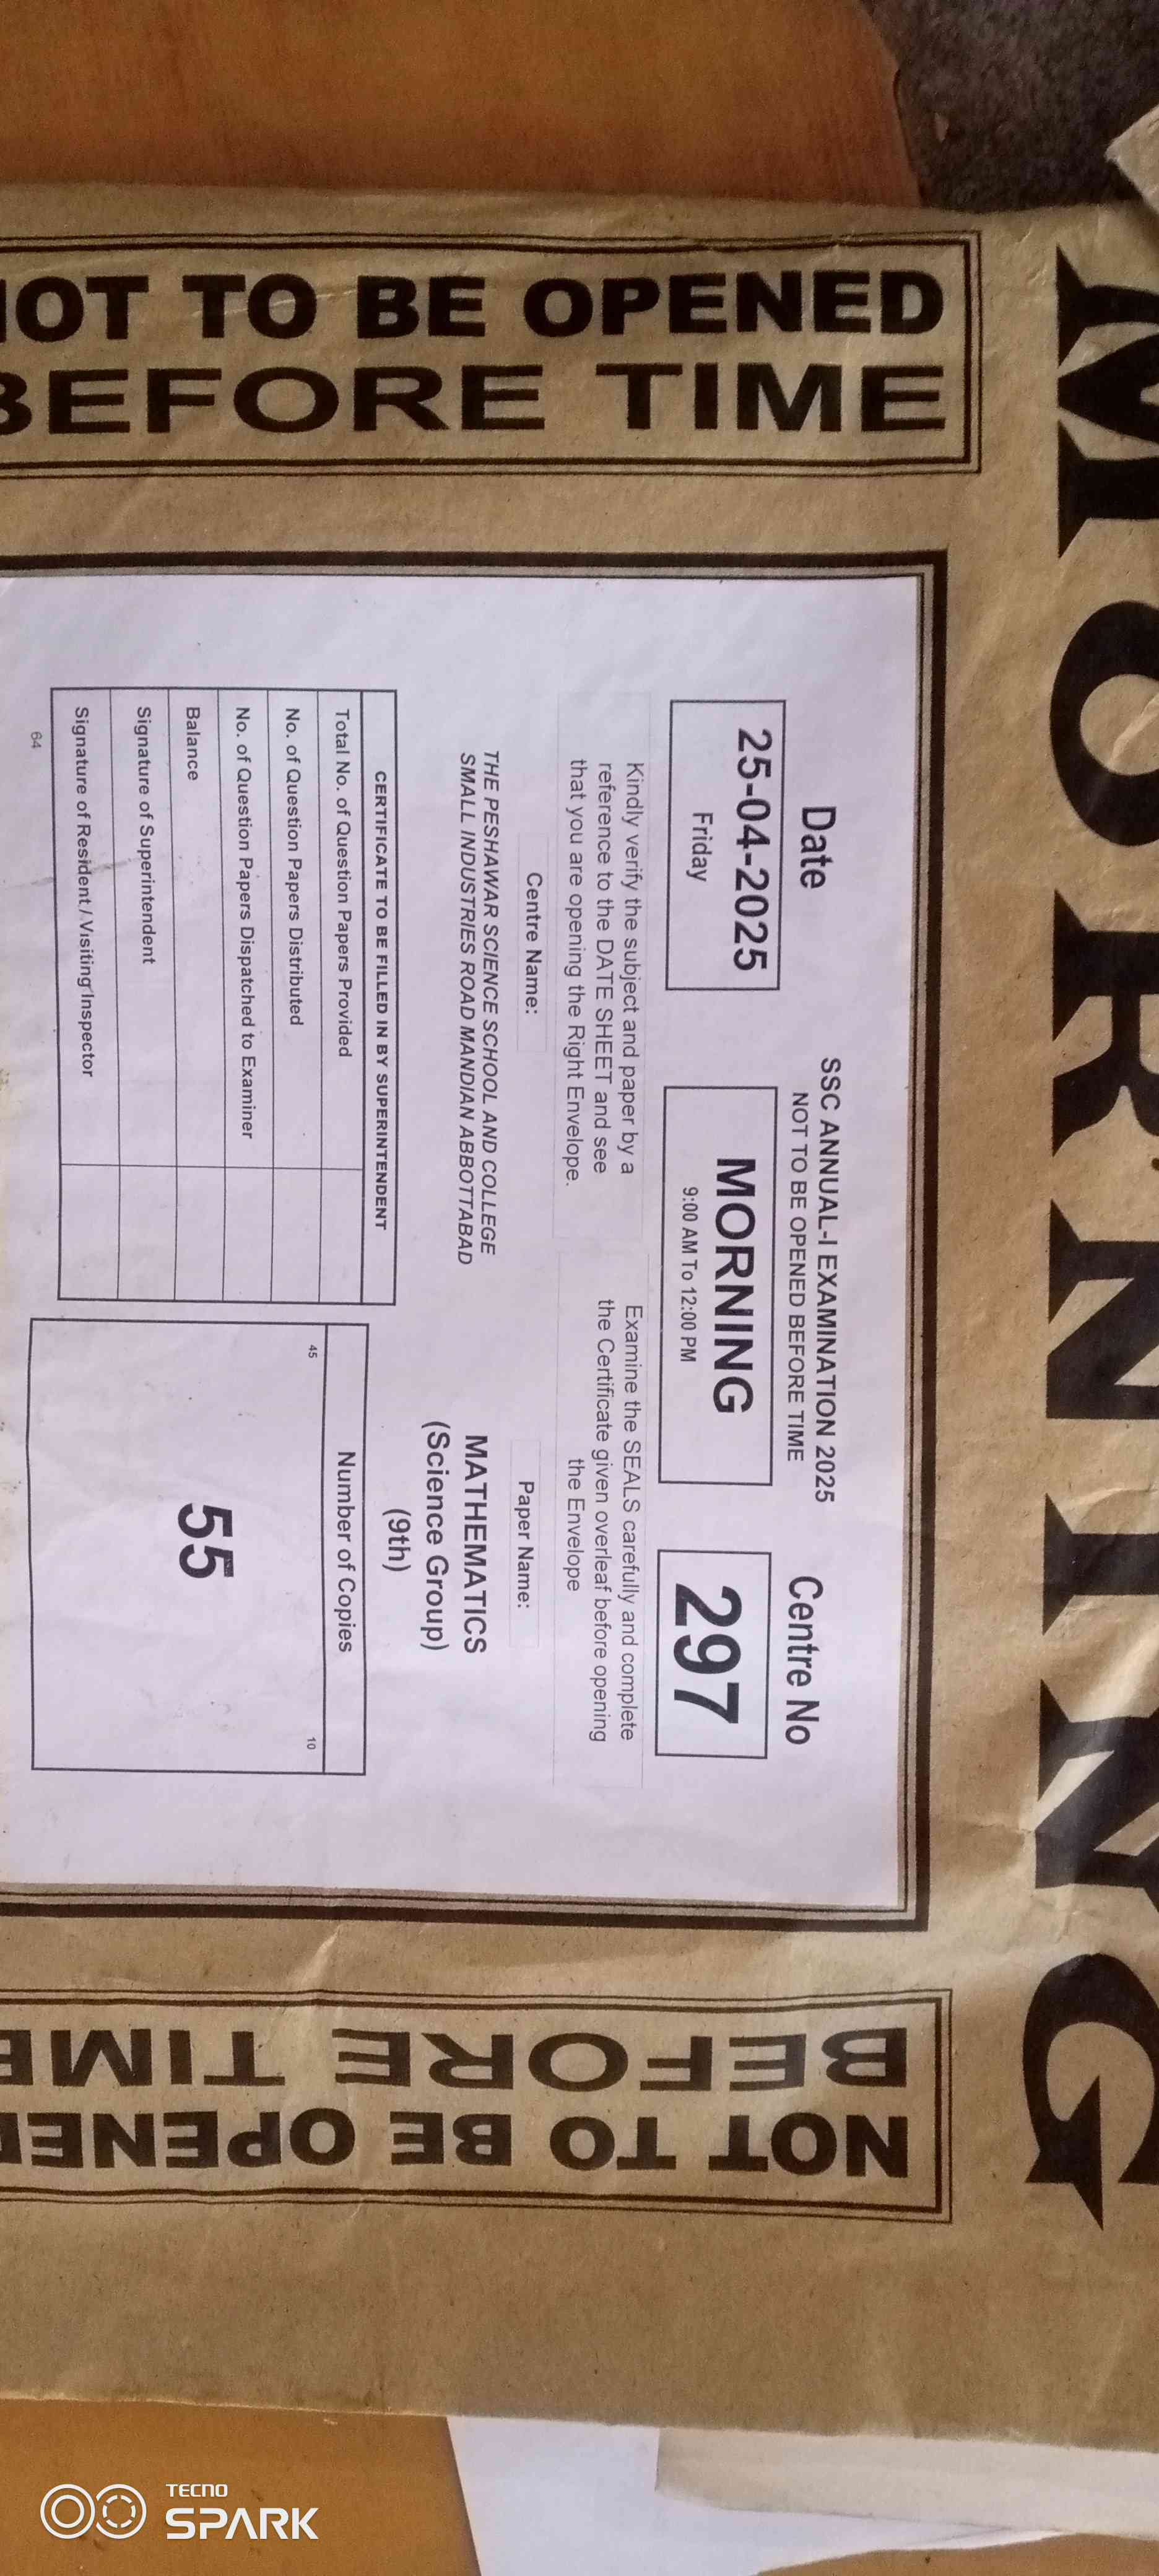 MORNING
NOT TO BE OPENED
BEFORE TIME
Date
25-04-2025
Friday
SSC ANNUAL-I EXAMINATION 2025
NOT TO BE OPENED BEFORE TIME
MORNING
9:00 AM To 12:00 PM
Centre No
297
Kindly verify the subject and paper by a
reference to the DATE SHEET and see
that you are opening the Right Envelope.
Examine the SEALS carefully and complete
the Certificate given overleaf before opening
the Envelope
Centre Name:
THE PESHAWAR SCIENCE SCHOOL AND COLLEGE
SMALL INDUSTRIES ROAD MANDIAN ABBOTTABAD
Paper Name:
MATHEMATICS
(Science Group)
(9th)
CERTIFICATE TO BE FILLED IN BY SUPERINTENDENT
Total No. of Question Papers Provided
No. of Question Papers Distributed
No. of Question Papers Dispatched to Examiner
Balance
Signature of Superintendent
Signature of Resident / Visiting Inspector
64
Number of Copies
45
10
55
NOT TO BE OPENED
BEFORE TIME
TECNO
SPARK